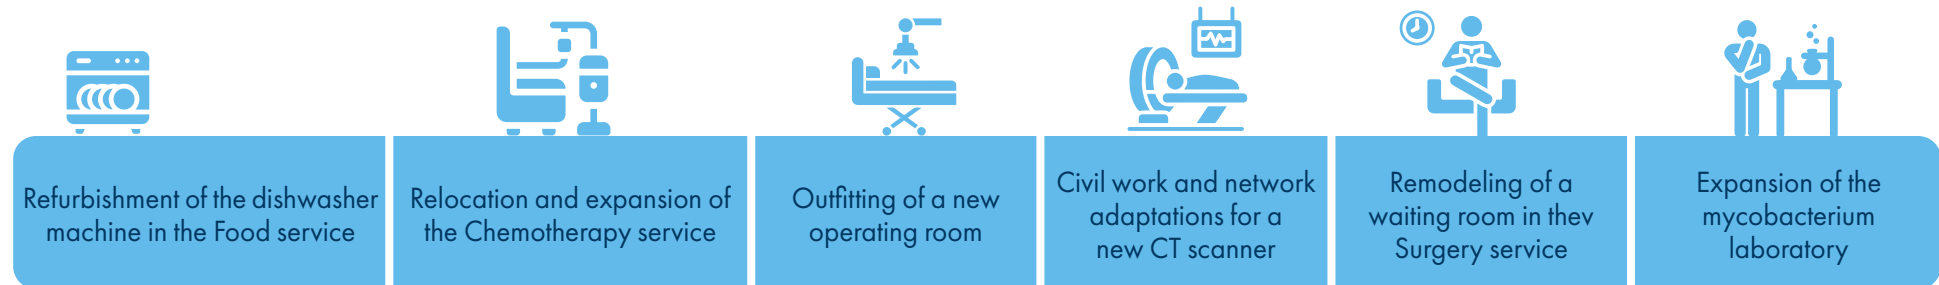 Refurbishment of the dishwasher
machine in the Food service
Relocation and expansion of
the Chemotherapy service
Outfitting of a new
operating room
Civil work and network
adaptations for a
new CT scanner
Remodeling of a
waiting room in thev
Surgery service
Expansion of the
mycobacterium
laboratory